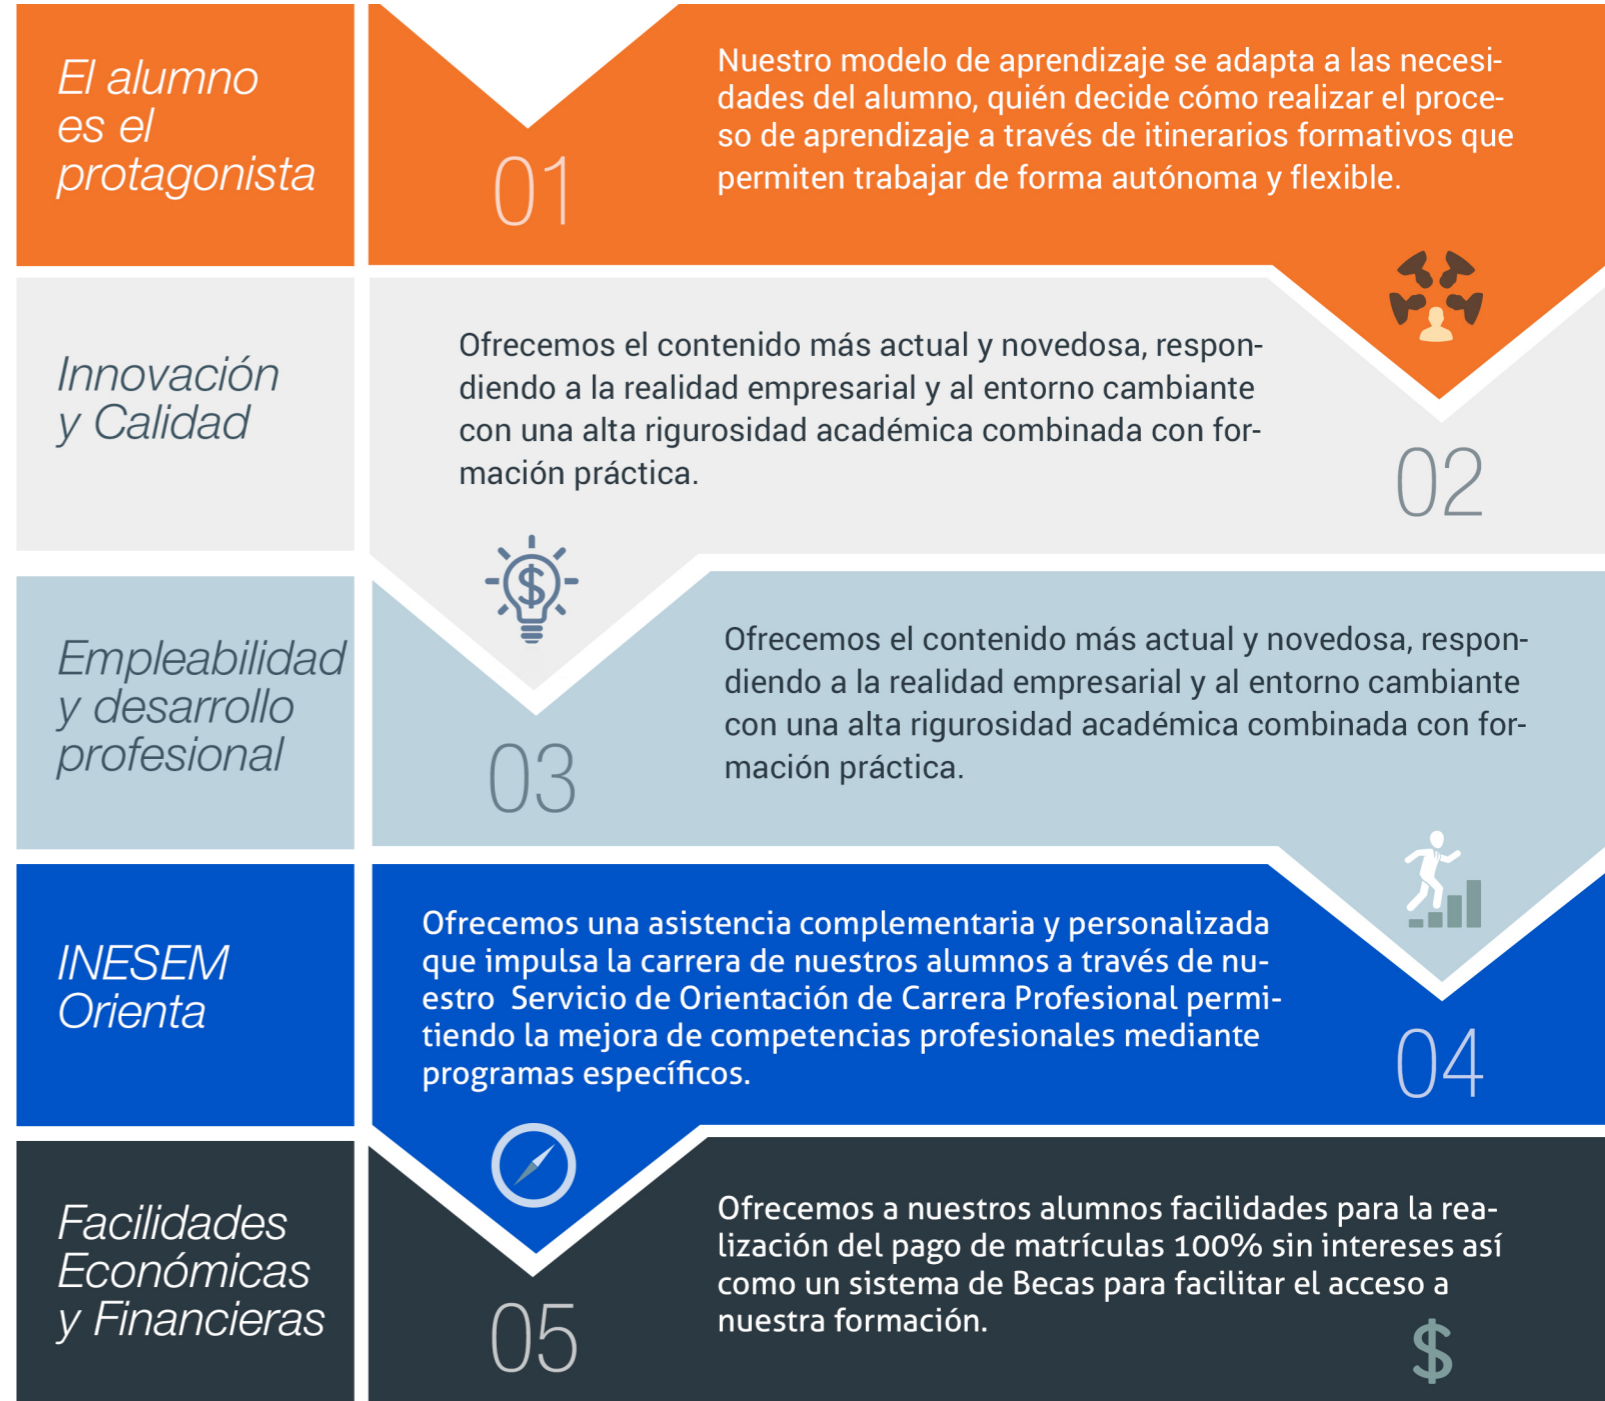 El alumno
es el
protagonista
01
Nuestro modelo de aprendizaje se adapta a las necesi-
dades del alumno, quién decide cómo realizar el proce-
so de aprendizaje a través de itinerarios formativos que
permiten trabajar de forma autónoma y flexible.
Innovación
y Calidad
Ofrecemos el contenido más actual y novedosa, respon-
diendo a la realidad empresarial y al entorno cambiante
con una alta rigurosidad académica combinada con for-
mación práctica.
02
$
Empleabilidad
y desarrollo
profesional
03
Ofrecemos el contenido más actual y novedosa, respon-
diendo a la realidad empresarial y al entorno cambiante
con una alta rigurosidad académica combinada con for-
mación práctica.
INESEM
Orienta
Ofrecemos una asistencia complementaria y personalizada
que impulsa la carrera de nuestros alumnos a través de nu-
estro  Servicio de Orientación de Carrera Profesional permi-
tiendo la mejora de competencias profesionales mediante
programas específicos.
04
Facilidades
Económicas
y Financieras
05
Ofrecemos a nuestros alumnos facilidades para la rea-
lización del pago de matrículas 100% sin intereses así
como un sistema de Becas para facilitar el acceso a
nuestra formación.
$